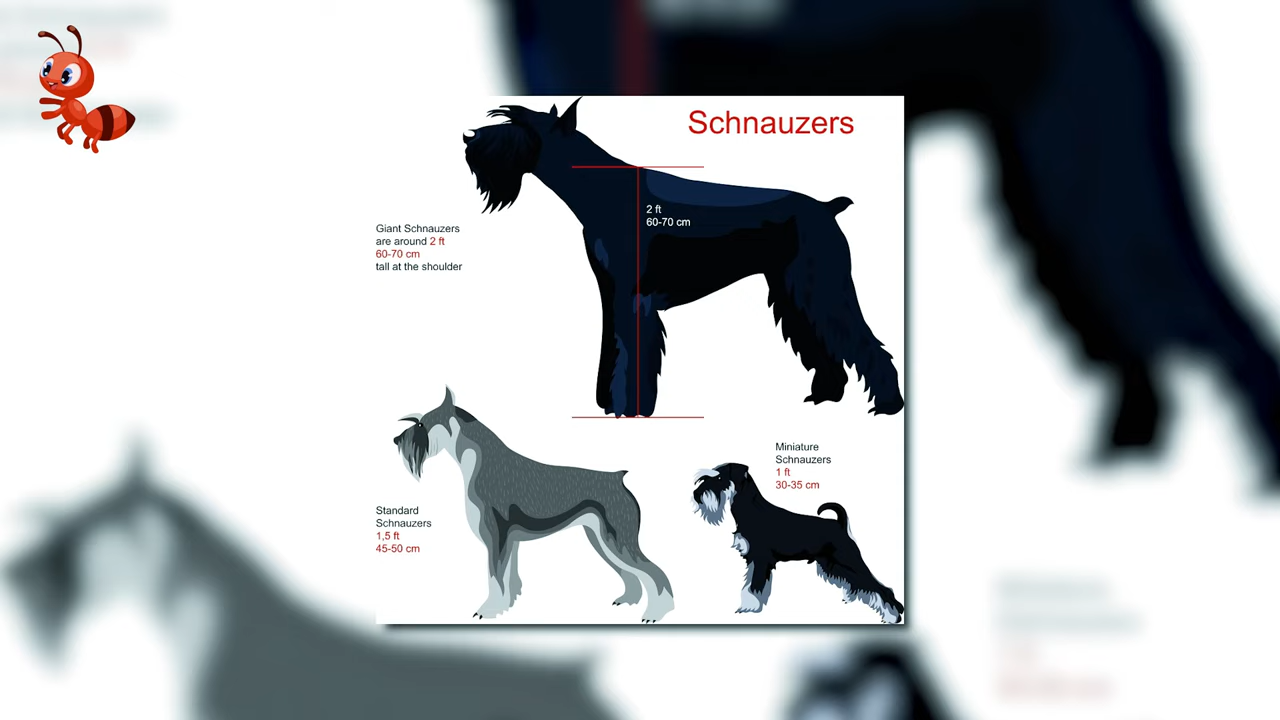 Schnauzers
2 ft
60-70 cm
Giant Schnauzers
are around 2 ft
60-70 cm
tall at the shoulder
Miniature
Schnauzers
1 ft
30-35 cm
Standard
Schnauzers
1,5 ft
45-50 cm